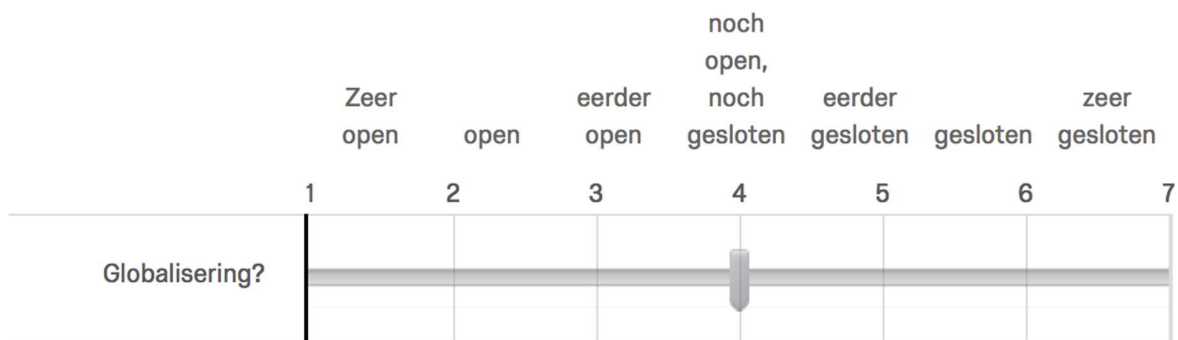 Zeer open
open
eerder open
noch open, noch gesloten
eerder gesloten
gesloten
zeer gesloten
1 2 3 4 5 6 7
Globalisering?